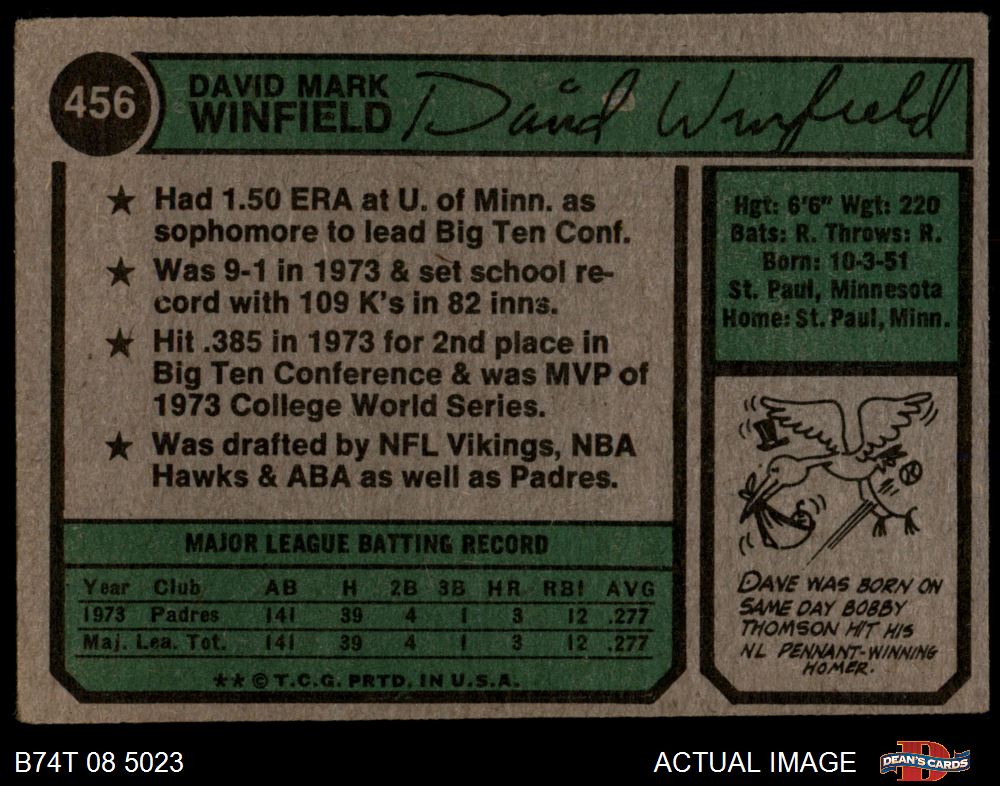 456
DAVID MARK
WINFIELD
David Winfield
★ Had 1.50 ERA at U. of Minn. as
sophomore to lead Big Ten Conf.
★ Was 9-1 in 1973 & set school re-
cord with 109 K's in 82 inns.
★ Hit .385 in 1973 for 2nd place in
Big Ten Conference & was MVP of
1973 College World Series.
★ Was drafted by NFL Vikings, NBA
Hawks & ABA as well as Padres.
Hgt: 6'6" Wgt: 220
Bats: R. Throws: R.
Born: 10-3-51
St. Paul, Minnesota
Home: St. Paul, Minn.
DAVE WAS BORN ON
SAME DAY BOBBY
THOMSON HIT HIS
NL PENNANT-WINNING
HOMER.
MAJOR LEAGUE BATTING RECORD
Year Club AB H 2B 3B HR RBI AVG
1973 Padres 141 39 4 1 3 12 .277
Maj. Lea. Tot. 141 39 4 1 3 12 .277
★★ © T.C.G. PRTD. IN U.S.A.
B74T 08 5023
ACTUAL IMAGE
D
DEAN'S CARDS